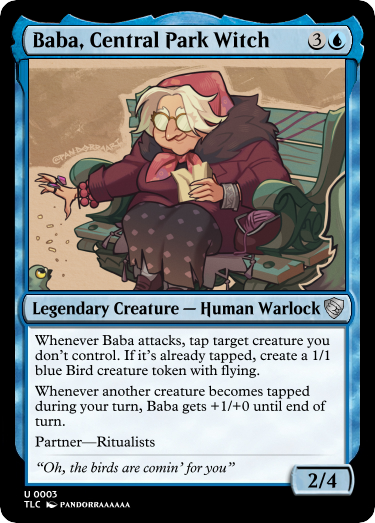 Baba, Central Park Witch 3
@PANDORRAART
Legendary Creature — Human Warlock
Whenever Baba attacks, tap target creature you
don't control. If it's already tapped, create a 1/1
blue Bird creature token with flying.
Whenever another creature becomes tapped
during your turn, Baba gets +1/+0 until end of
turn.
Partner—Ritualists
“Oh, the birds are comin’ for you”
2/4
U 0003
TLC PANDORRAAAAAA